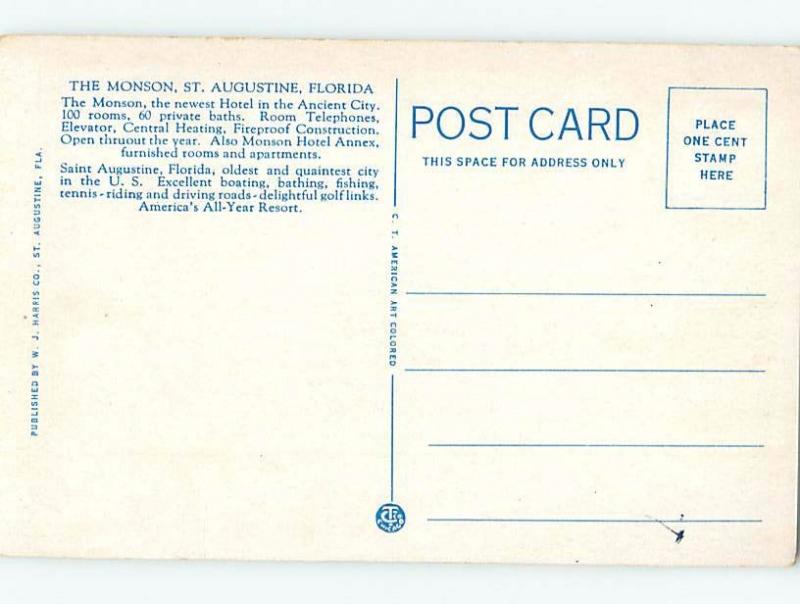 THE MONSON, ST. AUGUSTINE, FLORIDA
The Monson, the newest Hotel in the Ancient City.
100 rooms, 60 private baths. Room Telephones,
Elevator, Central Heating, Fireproof Construction.
Open thruout the year. Also Monson Hotel Annex,
furnished rooms and apartments.
Saint Augustine, Florida, oldest and quaintest city
in the U. S. Excellent boating, bathing, fishing,
tennis-riding and driving roads-delightful golf links.
America's All-Year Resort.
PUBLISHED BY W. J. HARRIS CO., ST. AUGUSTINE, FLA.
C. T. AMERICAN ART COLORED
POST CARD
THIS SPACE FOR ADDRESS ONLY
PLACE
ONE CENT
STAMP
HERE